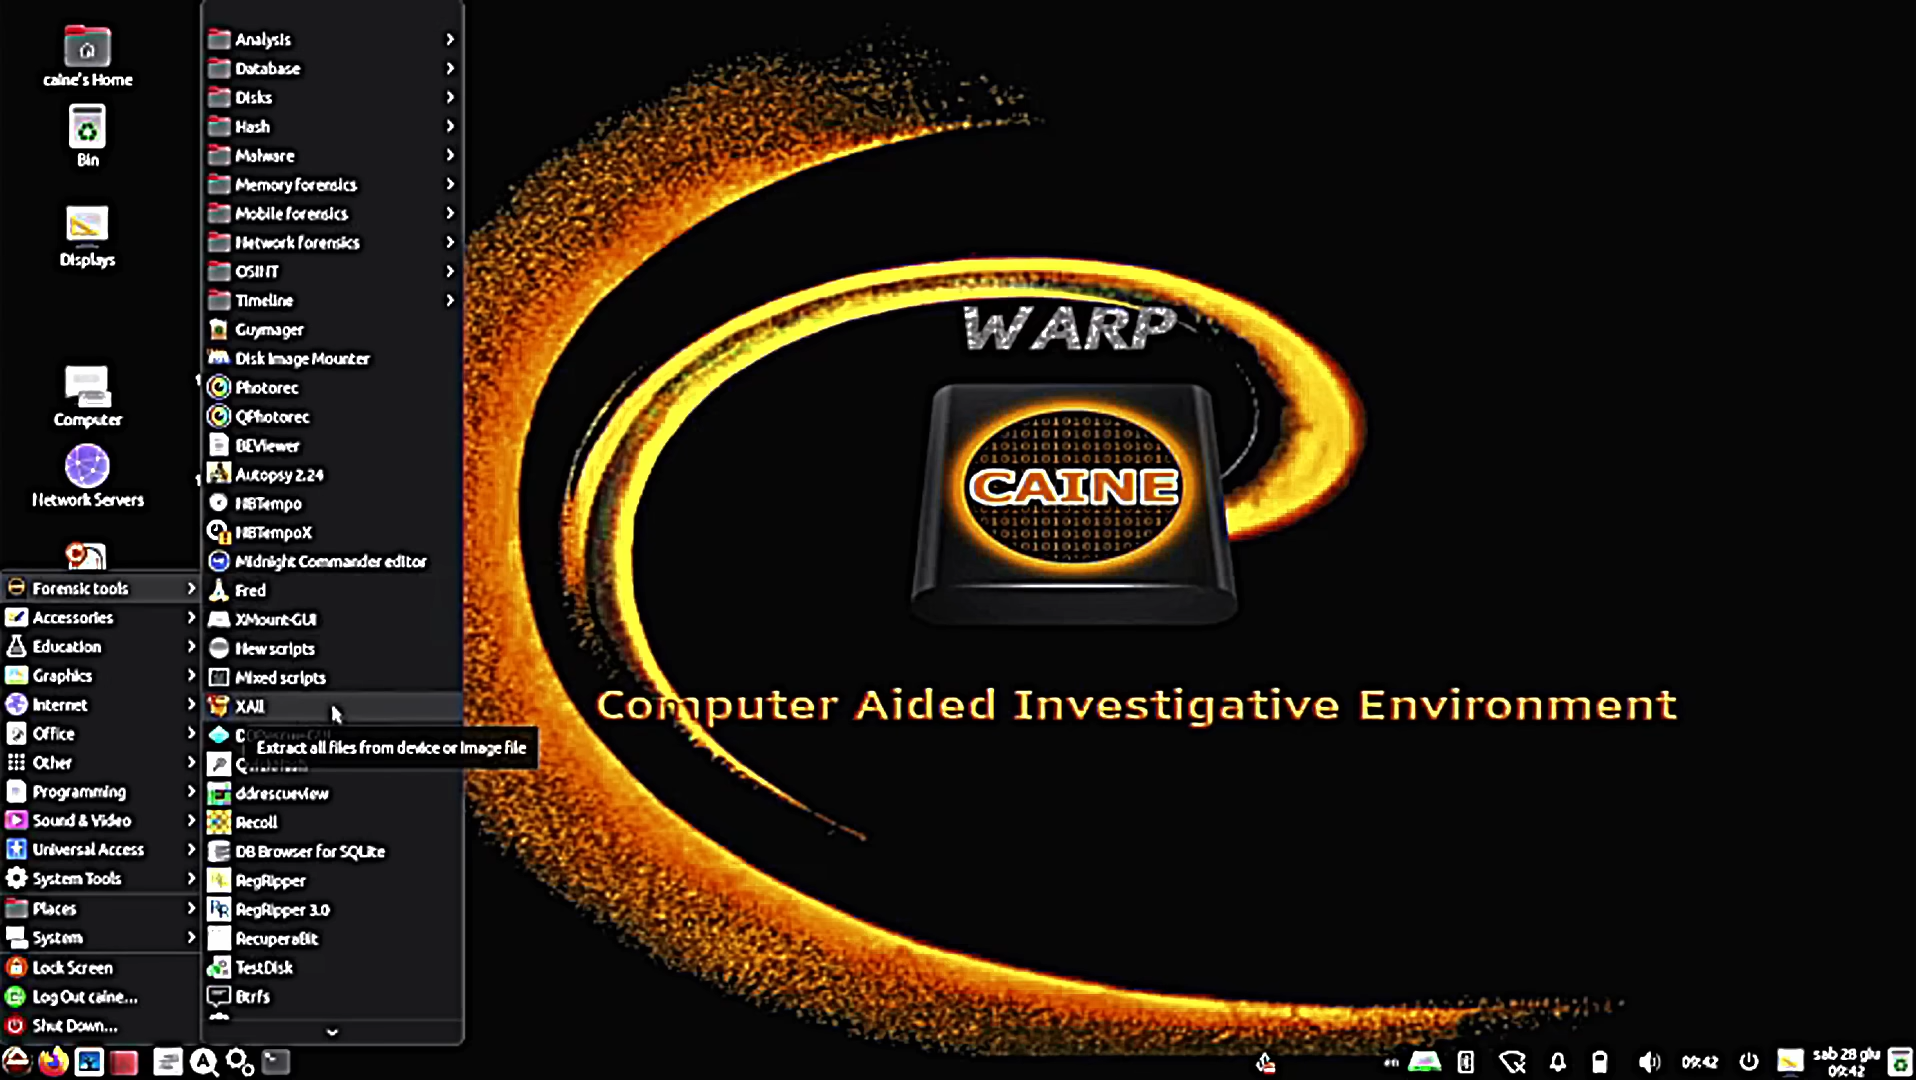 caine's Home
Bin
Displays
Computer
Network Servers
Forensic tools
Accessories
Education
Graphics
Internet
Office
Other
Programming
Sound & Video
Universal Access
System Tools
Places
System
Lock Screen
Log Out caine...
Shut Down...
Analysis
Database
Disks
Hash
Malware
Memory forensics
Mobile forensics
Network forensics
OSINT
Timeline
Guymager
Disk Image Mounter
Photorec
QPhotorec
BEViewer
Autopsy 2.24
NBTempo
NBTempoX
Midnight Commander editor
Fred
XMount-GUI
New scripts
Mixed scripts
XAll
Extract all files from device or image file
ddrescueview
Recoll
DB Browser for SQLite
RegRipper
RegRipper 3.0
RecuperaBit
TestDisk
Btrfs
WARP
CAINE
Computer Aided Investigative Environment
en
09:42
sab 28 giu
09:42